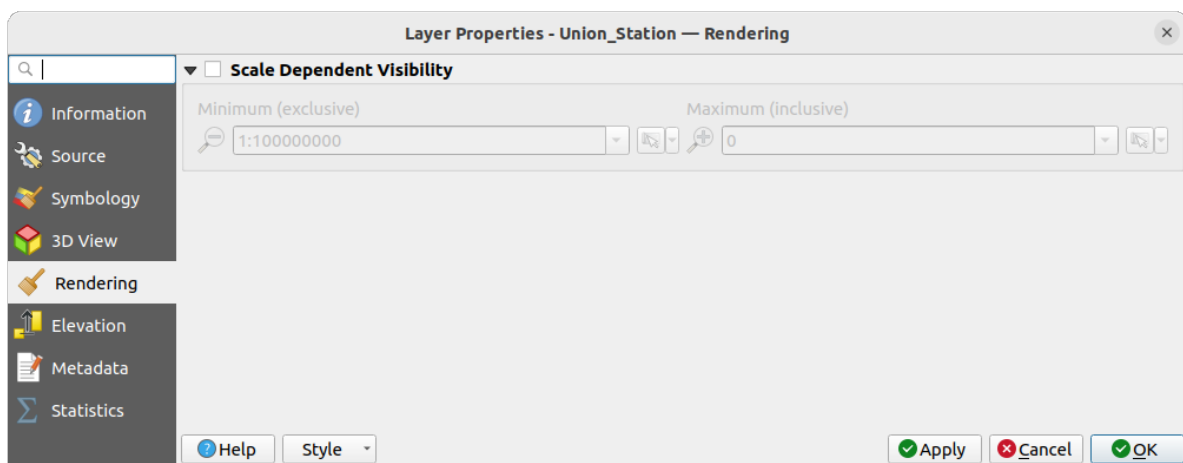 Layer Properties - Union_Station — Rendering
Scale Dependent Visibility
Information
Source
Symbology
3D View
Rendering
Elevation
Metadata
Statistics
Minimum (exclusive) Maximum (inclusive)
1:100000000 0
Help Style Apply Cancel OK